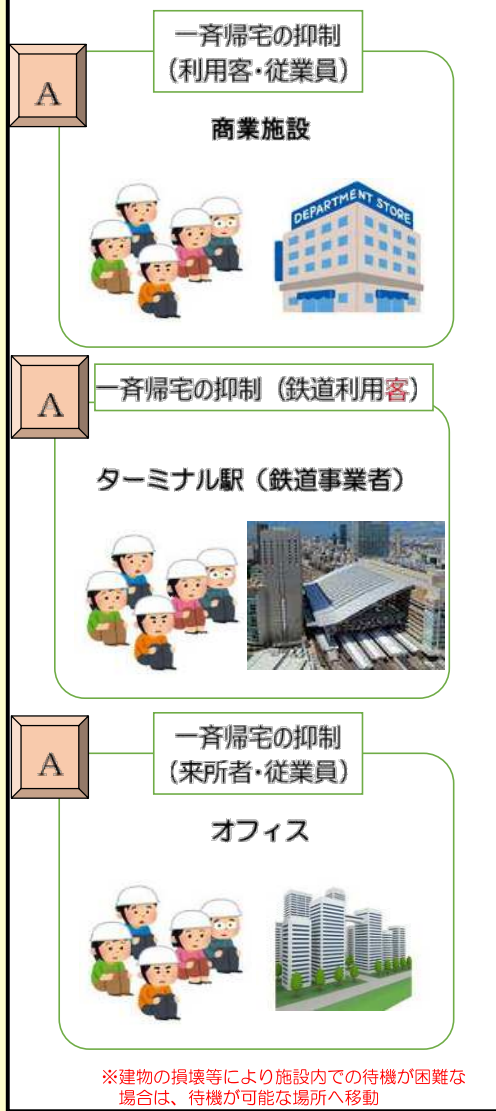 一斉帰宅の抑制
（利用客・従業員）
A
商業施設
DEPARTMENT STORE
A
一斉帰宅の抑制（鉄道利用客）
ターミナル駅（鉄道事業者）
一斉帰宅の抑制
（来所者・従業員）
A
オフィス
※建物の損壊等により施設内での待機が困難な
場合は、待機が可能な場所へ移動